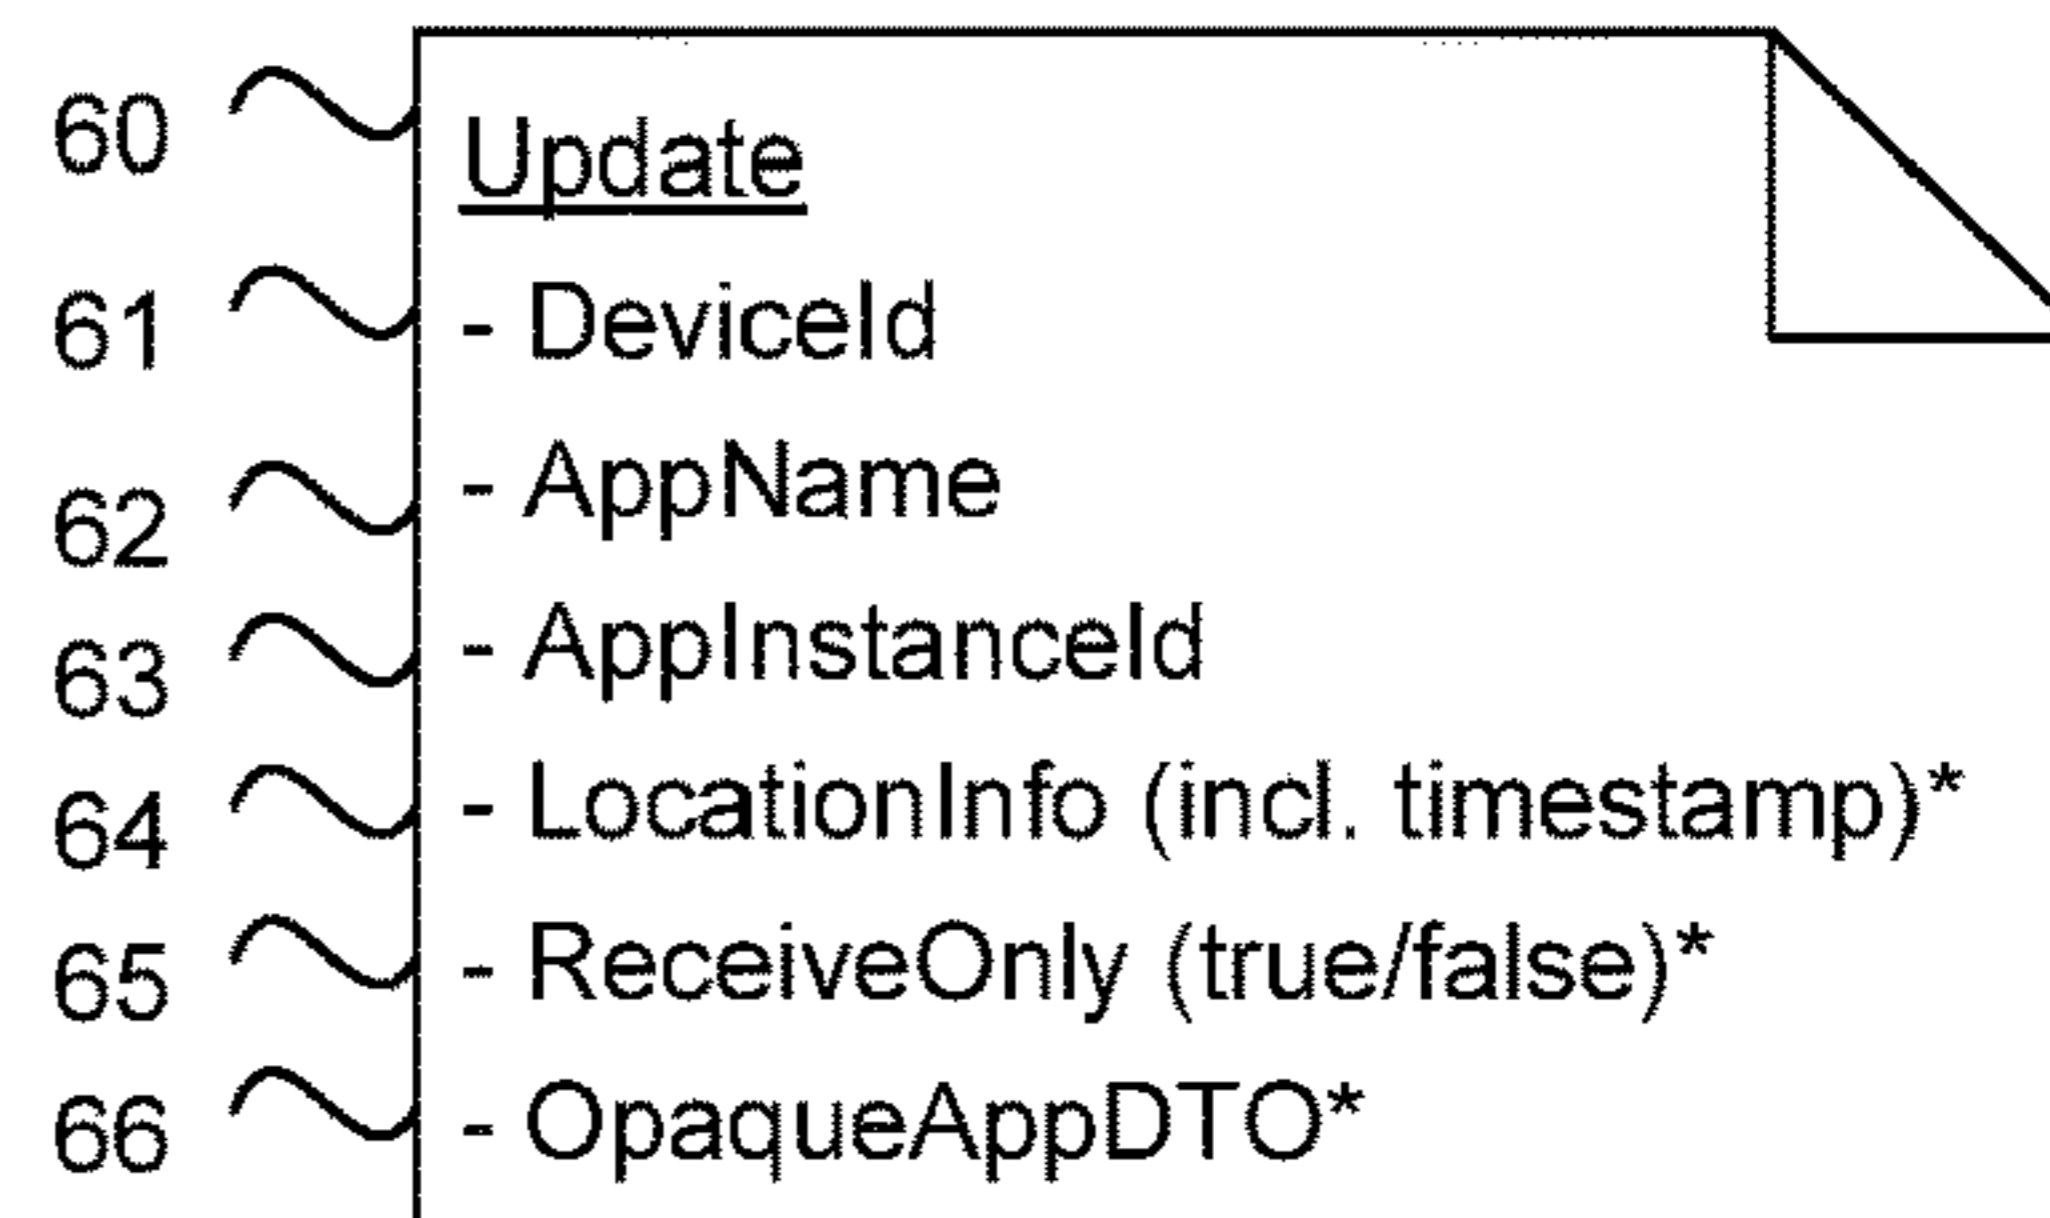 60 Update
61 - DeviceId
62 - AppName
63 - AppInstanceId
64 - LocationInfo (incl. timestamp)*
65 - ReceiveOnly (true/false)*
66 - OpaqueAppDTO*